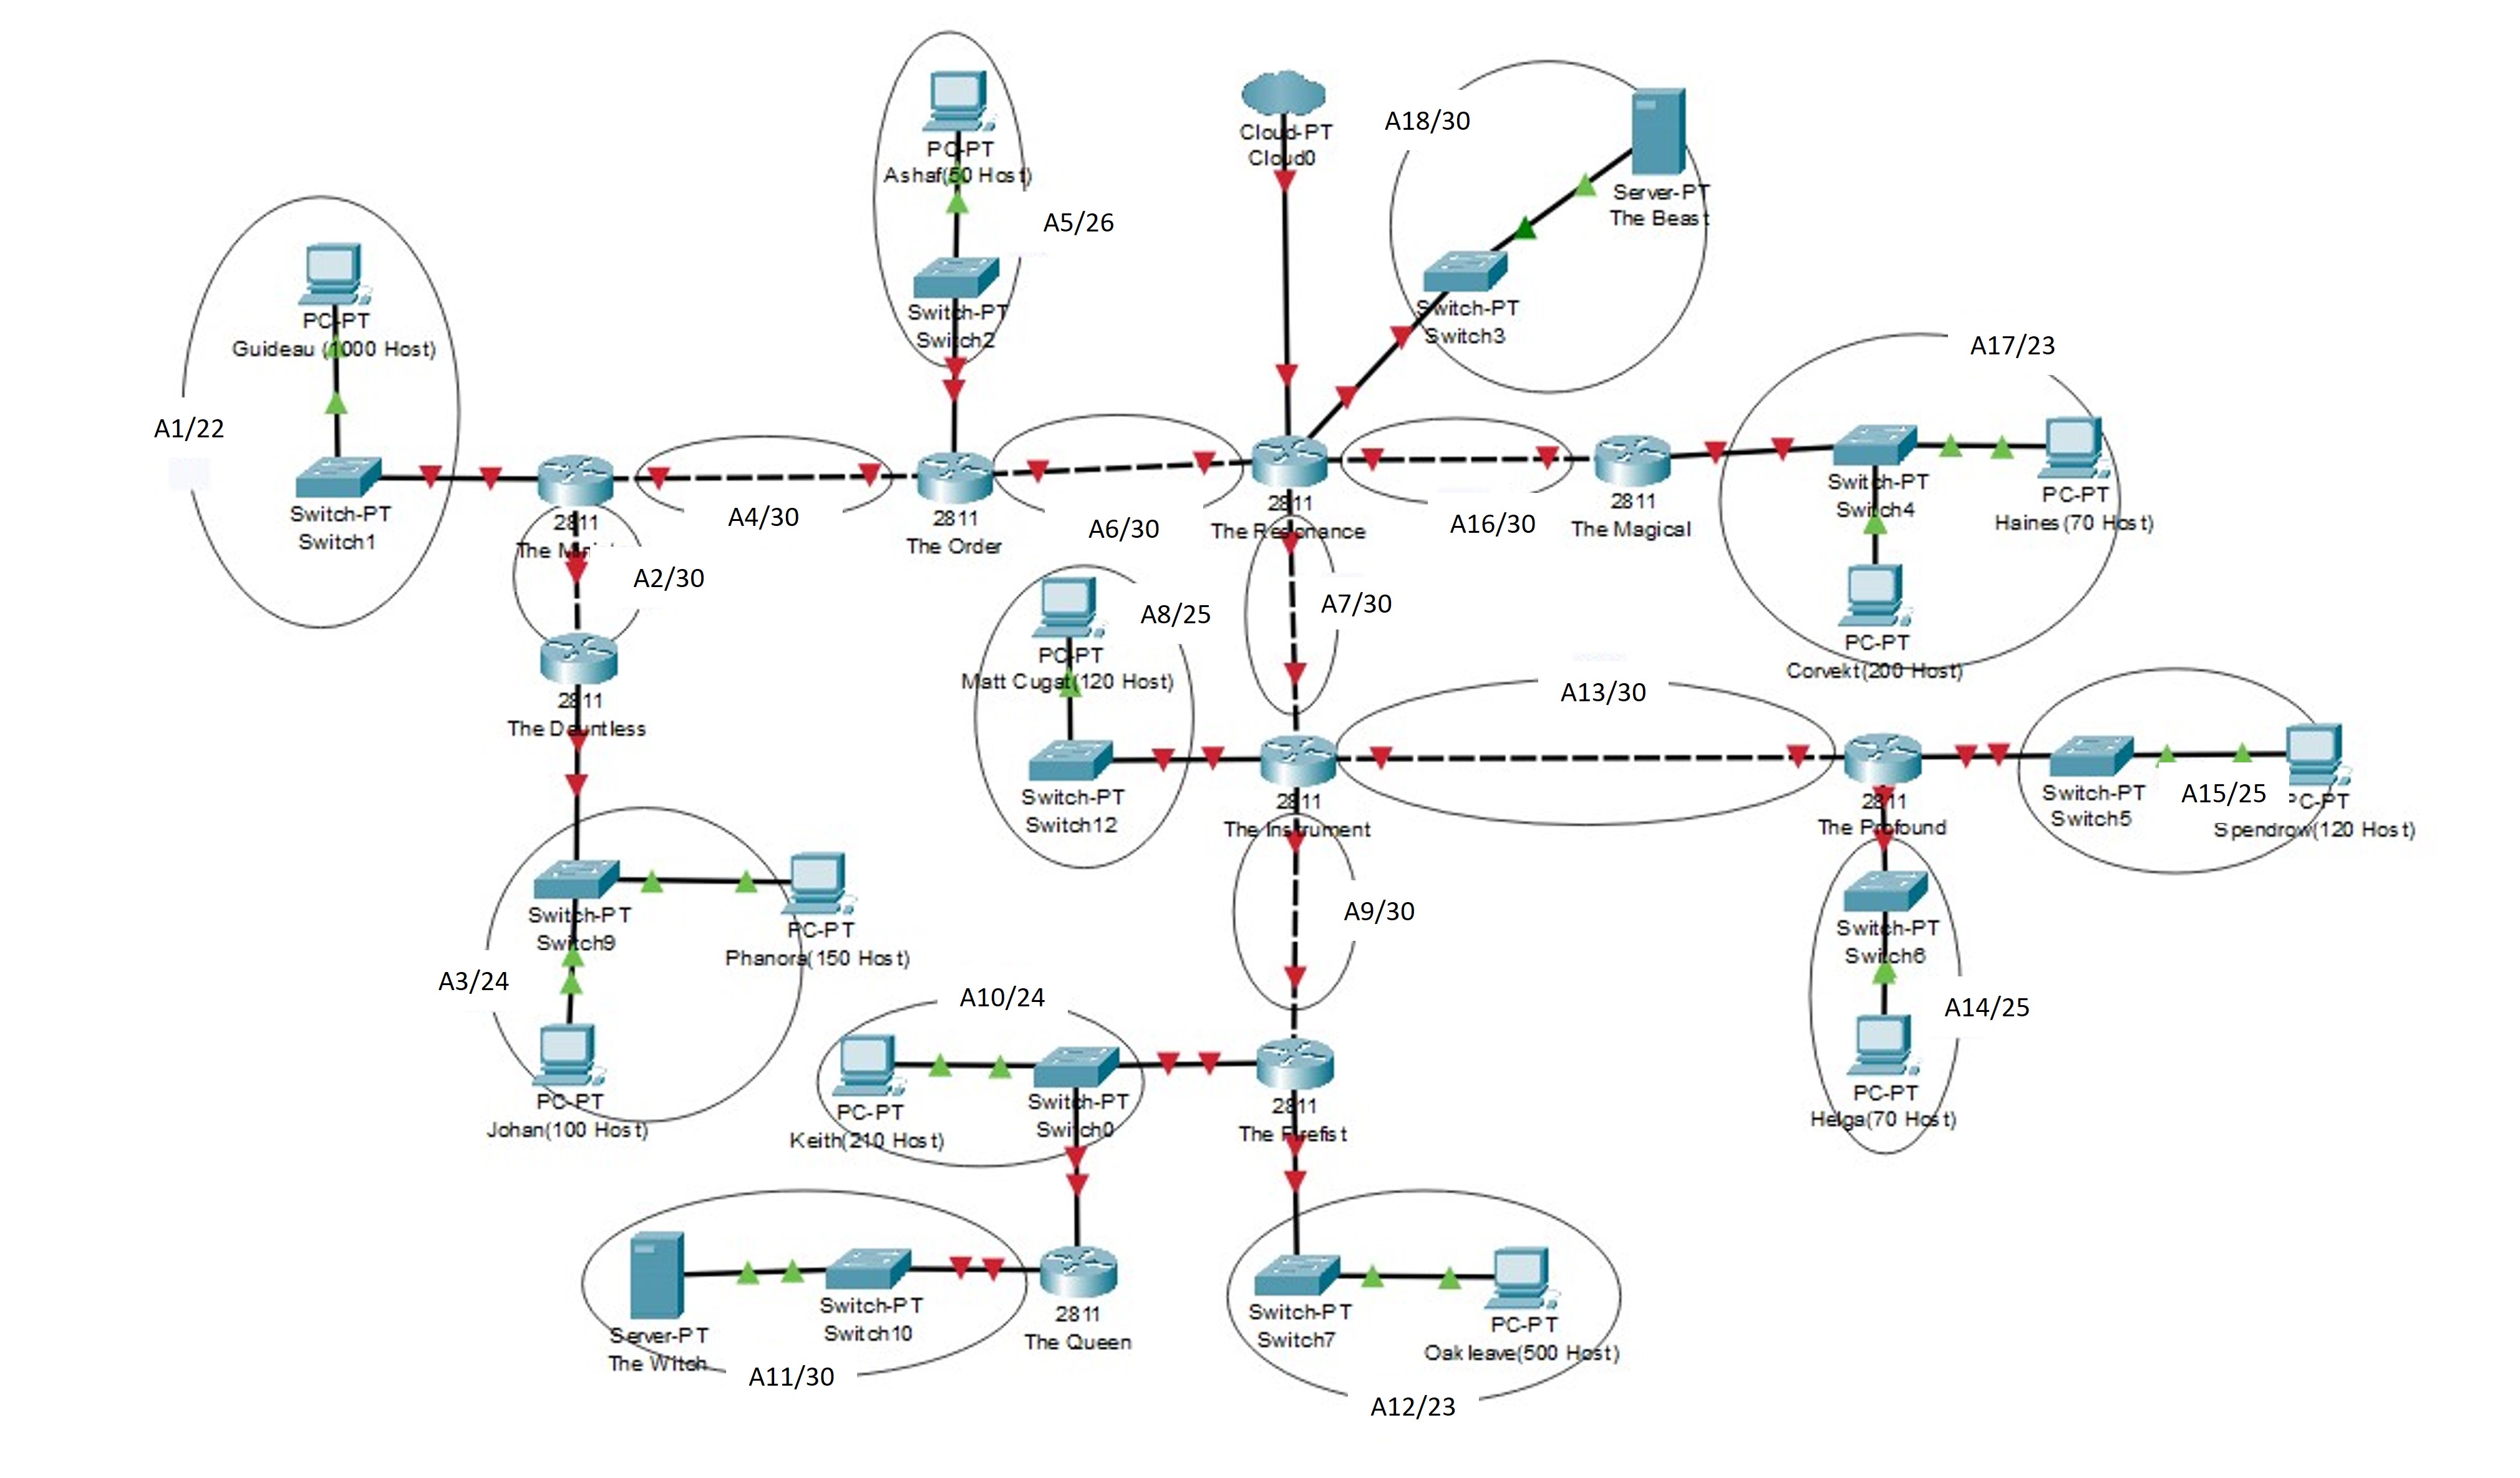 PC-PT
Ashaf(50 Host)
A5/26
Switch-PT
Switch2
Cloud-PT
Cloud0
A18/30
Server-PT
The Beast
Switch-PT
Switch3
PC-PT
Guideau (1000 Host)
A1/22
Switch-PT
Switch1
2811
A4/30
2811
The Order
A6/30
2811
The Resonance
A16/30
2811
The Magical
A17/23
Switch-PT
Switch4
PC-PT
Haines(70 Host)
PC-PT
Corvekt(200 Host)
The
A2/30
2811
The Dauntless
PC-PT
Matt Cugat(120 Host)
A8/25
A7/30
Switch-PT
Switch12
2811
The Instrument
A13/30
2811
The Profound
Switch-PT
Switch5
A15/25
PC-PT
Spendrow(120 Host)
Switch-PT
Switch9
PC-PT
Phanora(150 Host)
A3/24
PC-PT
Johan(100 Host)
A9/30
Switch-PT
Switch6
A14/25
PC-PT
Helga(70 Host)
A10/24
PC-PT
Keith(210 Host)
Switch-PT
Switch0
2811
The Firefist
Server-PT
The Witch
Switch-PT
Switch10
A11/30
2811
The Queen
Switch-PT
Switch7
PC-PT
Oakleave(500 Host)
A12/23